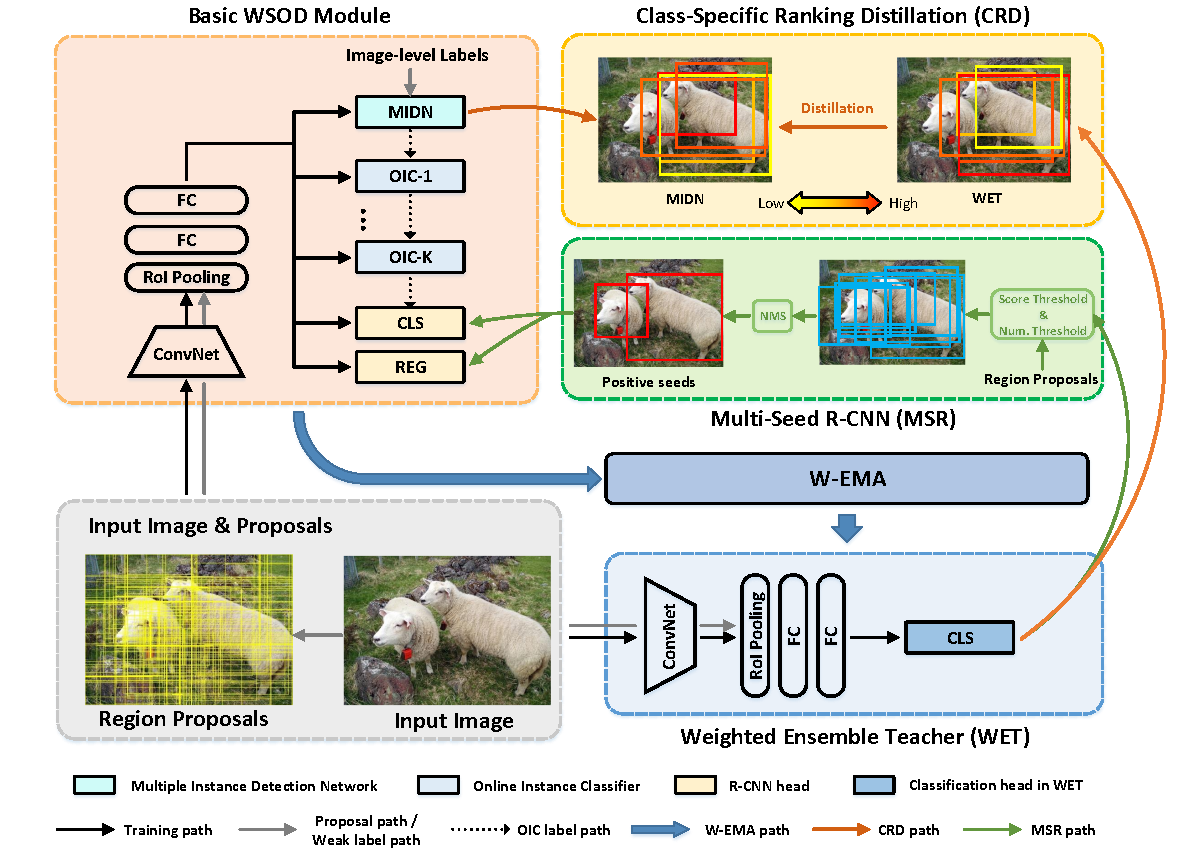 Basic WSOD Module
Class-Specific Ranking Distillation (CRD)
Image-level Labels
MIDN
OIC-1
OIC-K
CLS
REG
FC
FC
RoI Pooling
ConvNet
Distillation
MIDN
Low
High
WET
Positive seeds
NMS
Score Threshold
&
Num. Threshold
Region Proposals
Multi-Seed R-CNN (MSR)
W-EMA
Input Image & Proposals
Region Proposals
Input Image
ConvNet
RoI Pooling
FC
FC
CLS
Weighted Ensemble Teacher (WET)
Multiple Instance Detection Network
Online Instance Classifier
R-CNN head
Classification head in WET
Training path
Proposal path /
Weak label path
OIC label path
W-EMA path
CRD path
MSR path